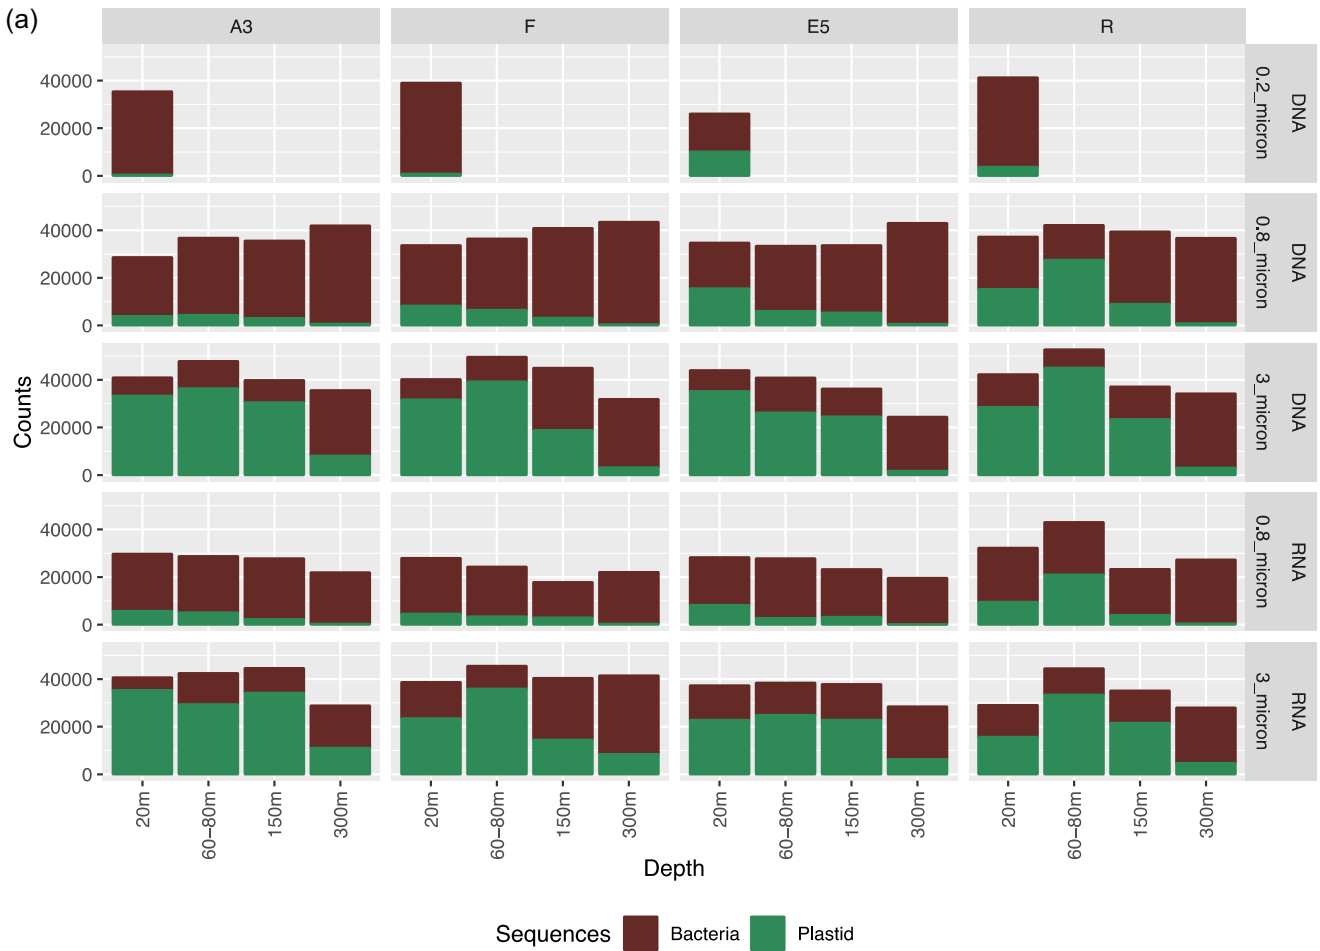 (a)
A3 F E5 R
40000
20000
0
DNA
0.2_micron
40000
20000
0
DNA
0.8_micron
40000
20000
0
DNA
3_micron
40000
20000
0
RNA
0.8_micron
40000
20000
0
RNA
3_micron
Counts
20m 60−80m 150m 300m 20m 60−80m 150m 300m 20m 60−80m 150m 300m 20m 60−80m 150m 300m
Depth
Sequences Bacteria Plastid